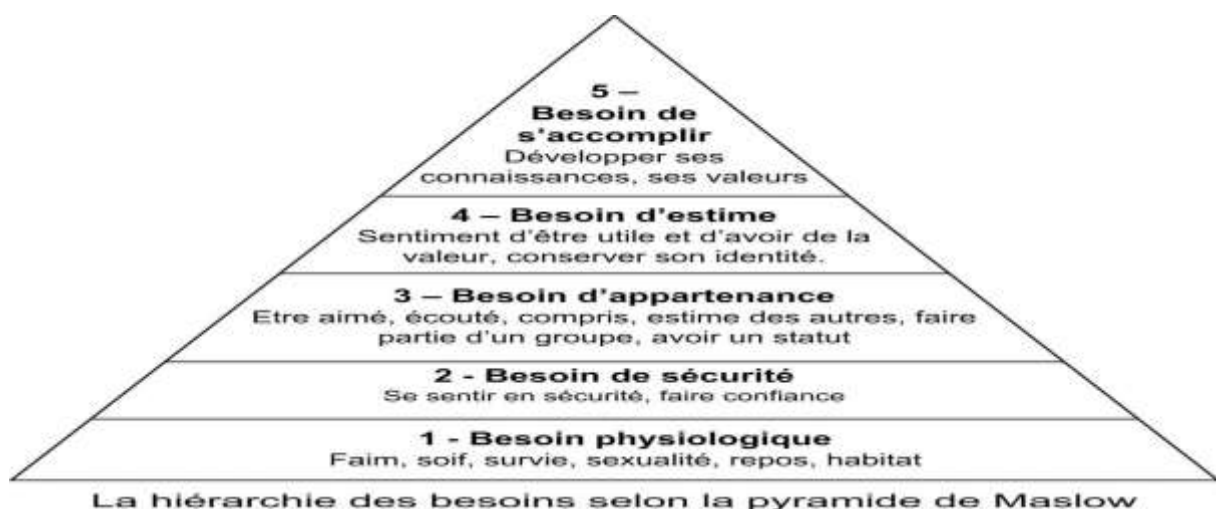 5 –
Besoin de
s'accomplir
Développer ses
connaissances, ses valeurs
4 – Besoin d'estime
Sentiment d'être utile et d'avoir de la
valeur, conserver son identité.
3 – Besoin d'appartenance
Etre aimé, écouté, compris, estime des autres, faire
partie d'un groupe, avoir un statut
2 - Besoin de sécurité
Se sentir en sécurité, faire confiance
1 - Besoin physiologique
Faim, soif, survie, sexualité, repos, habitat
La hiérarchie des besoins selon la pyramide de Maslow